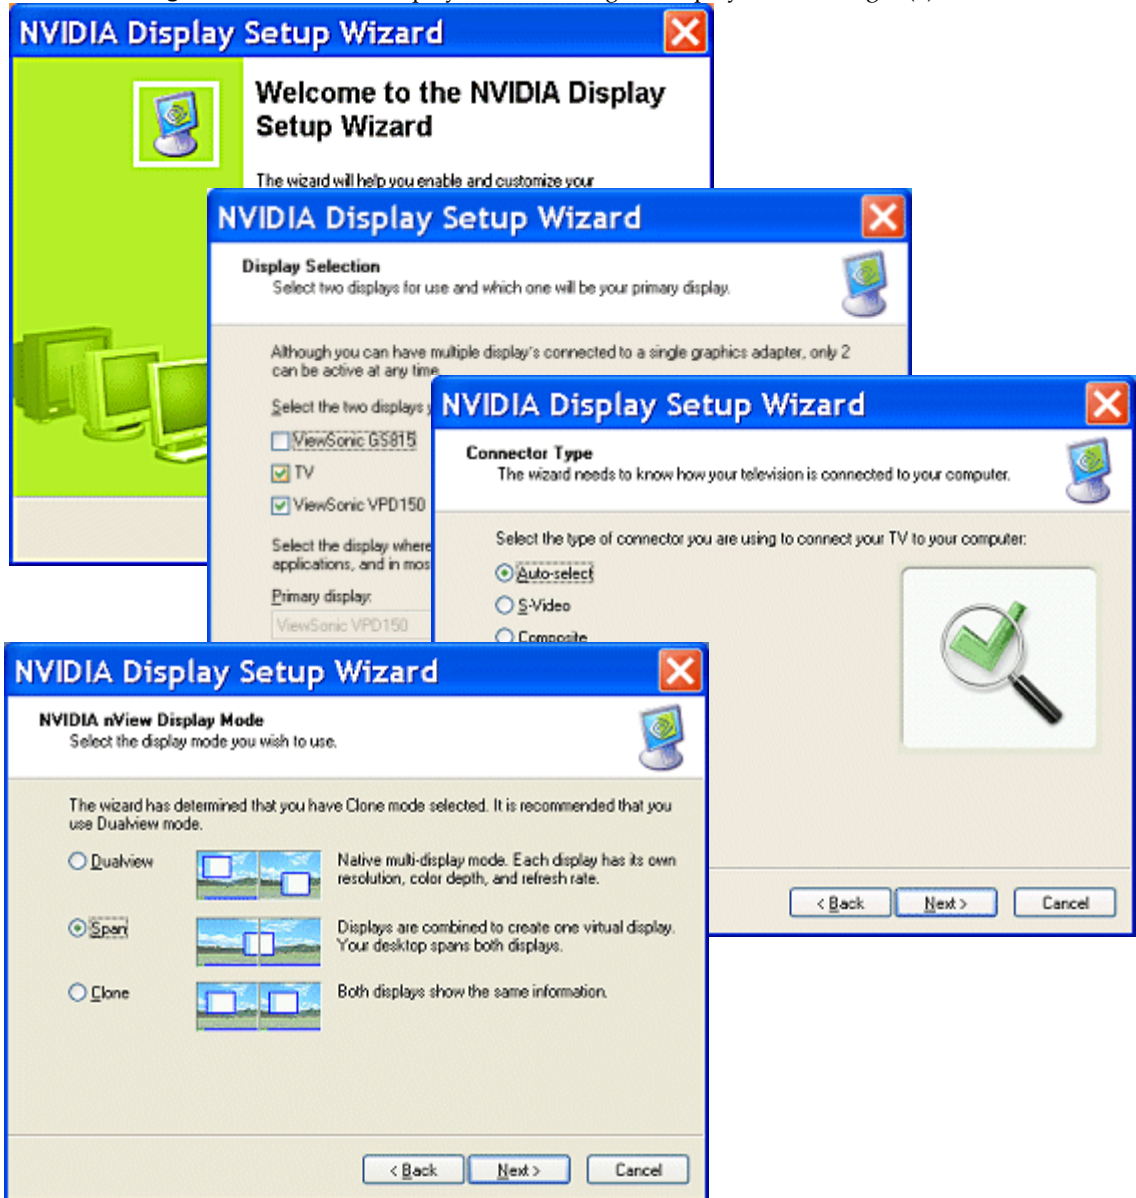 NVIDIA Display Setup Wizard
Welcome to the NVIDIA Display
Setup Wizard
The wizard will help you enable and customize your
NVIDIA Display Setup Wizard
Display Selection
Select two displays for use and which one will be your primary display.
Although you can have multiple display's connected to a single graphics adapter, only 2
can be active at any time.
Select the two displays
ViewSonic GS815
TV
ViewSonic VPD150
Select the display where
applications, and in mos
Primary display:
ViewSonic VPD150
NVIDIA Display Setup Wizard
Connector Type
The wizard needs to know how your television is connected to your computer.
Select the type of connector you are using to connect your TV to your computer:
Auto-select
S-Video
Composite
< Back
Next >
Cancel
NVIDIA Display Setup Wizard
NVIDIA nView Display Mode
Select the display mode you wish to use.
The wizard has determined that you have Clone mode selected. It is recommended that you
use Dualview mode.
Dualview
Native multi-display mode. Each display has its own
resolution, color depth, and refresh rate.
Span
Displays are combined to create one virtual display.
Your desktop spans both displays.
Clone
Both displays show the same information.
< Back
Next >
Cancel